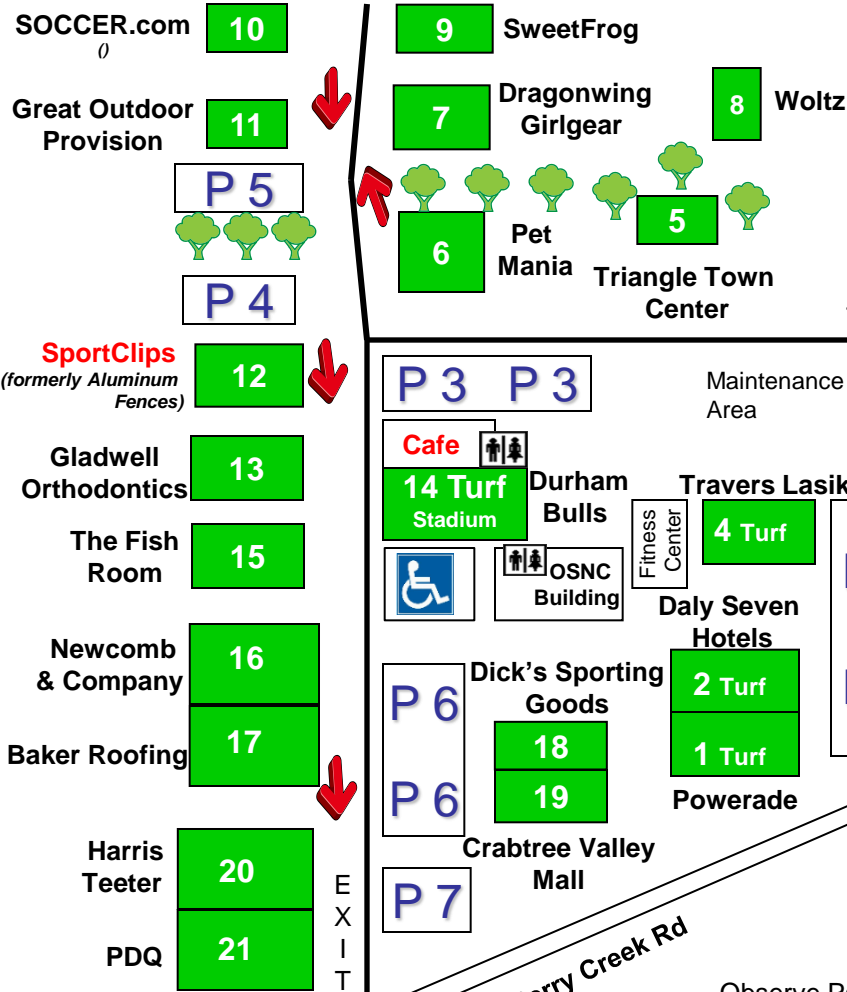 SOCCER.com
()
10
9
SweetFrog
Great Outdoor
Provision
11
7
Dragonwing
Girlgear
8
Woltz
P 5
6
Pet
Mania
5
Triangle Town
Center
P 4
SportClips
(formerly Aluminum
Fences)
12
P 3 P 3
Maintenance
Area
Cafe
Gladwell
Orthodontics
13
14 Turf
Stadium
Durham
Bulls
Travers Lasik
4 Turf
Fitness
Center
The Fish
Room
15
OSNC
Building
Daly Seven
Hotels
Newcomb
& Company
16
P 6
Dick's Sporting
Goods
2 Turf
Baker Roofing
17
18
1 Turf
P 6
19
Powerade
Crabtree Valley
Mall
Harris
Teeter
20
EXIT
P 7
PDQ
21
Creek Rd
Observe